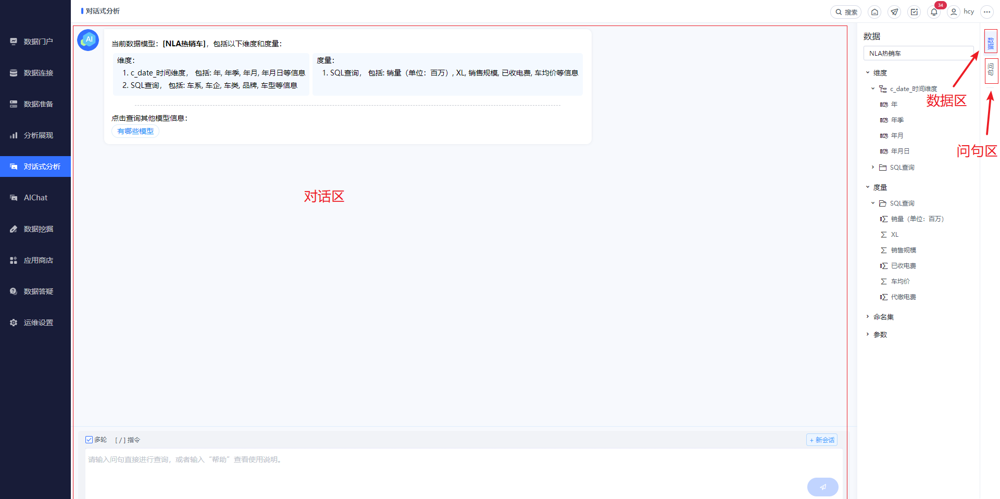 对话式分析
搜索
34
hcy
数据门户
数据连接
数据准备
分析展现
对话式分析
AIChat
数据挖掘
应用商店
数据答疑
运维设置
AI
当前数据模型：[NLA热销车]，包括以下维度和度量：
维度：
1. c_date_时间维度， 包括: 年, 年季, 年月, 年月日等信息
2. SQL查询， 包括: 车系, 车企, 车类, 品牌, 车型等信息
度量：
1. SQL查询， 包括: 销量（单位：百万）, XL, 销售规模, 已收电费, 车均价等信息
点击查询其他模型信息：
有哪些模型
对话区
多轮
[ / ] 指令
+ 新会话
请输入问句直接进行查询，或者输入“帮助”查看使用说明。
数据
NLA热销车
维度
c_date_时间维度
年
年季
年月
年月日
SQL查询
度量
SQL查询
销量（单位：百万）
XL
销售规模
已收电费
车均价
代缴电费
命名集
参数
数据
问句
数据区
问句区